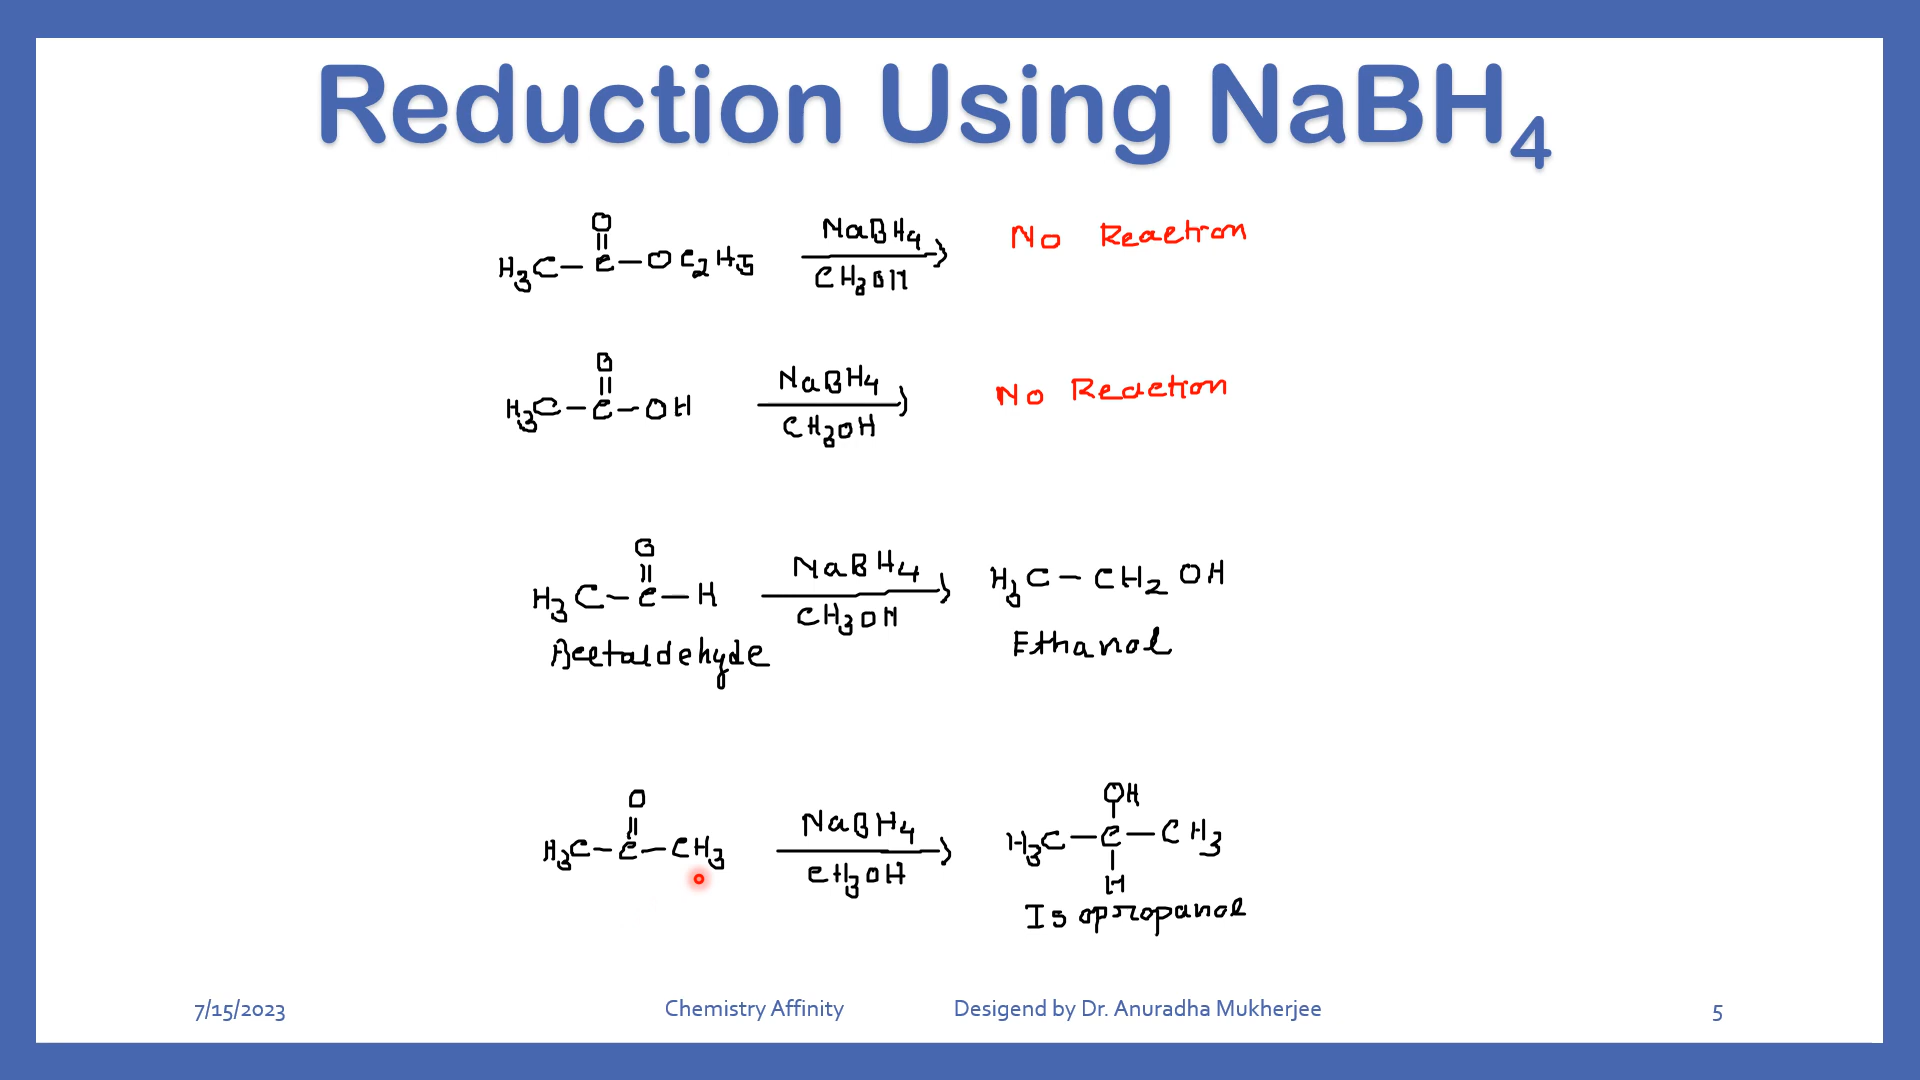 Reduction Using NaBH₄
O
NaBH₄
No Reaction
H₃C–C–OC₂H₅
CH₃OH
O
NaBH₄
No Reaction
H₃C–C–OH
CH₃OH
O
NaBH₄
H₃C–CH₂OH
H₃C–C–H
CH₃OH
Acetaldehyde
Ethanol
O
OH
NaBH₄
H₃C–C–CH₃
H₃C–C–CH₃
CH₃OH
H
Isopropanol
7/15/2023
Chemistry Affinity
Desigend by Dr. Anuradha Mukherjee
5